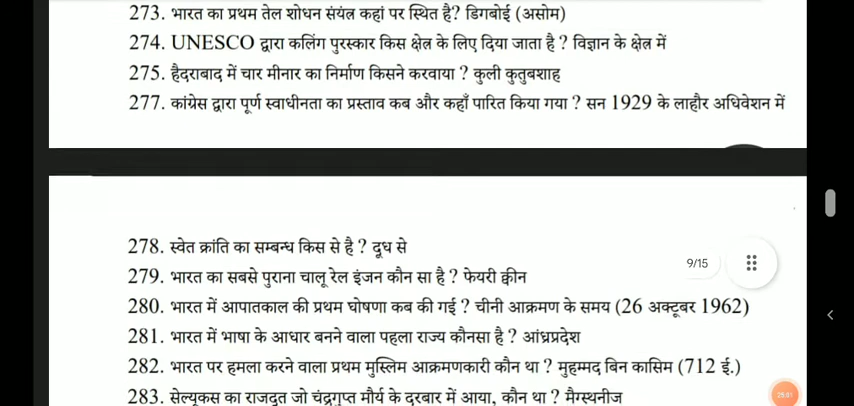 273. भारत का प्रथम तेल शोधन संयंत्र कहां पर स्थित है? डिगबोई (असोम)
274. UNESCO द्वारा कलिंग पुरस्कार किस क्षेत्र के लिए दिया जाता है ? विज्ञान के क्षेत्र में
275. हैदराबाद में चार मीनार का निर्माण किसने करवाया ? कुली कुतुबशाह
277. कांग्रेस द्वारा पूर्ण स्वाधीनता का प्रस्ताव कब और कहाँ पारित किया गया ? सन 1929 के लाहौर अधिवेशन में
278. स्वेत क्रांति का सम्बन्ध किस से है ? दूध से
9/15
279. भारत का सबसे पुराना चालू रेल इंजन कौन सा है ? फेयरी क्वीन
280. भारत में आपातकाल की प्रथम घोषणा कब की गई ? चीनी आक्रमण के समय (26 अक्टूबर 1962)
281. भारत में भाषा के आधार बनने वाला पहला राज्य कौनसा है ? आंध्रप्रदेश
282. भारत पर हमला करने वाला प्रथम मुस्लिम आक्रमणकारी कौन था ? मुहम्मद बिन कासिम (712 ई.)
283. सेल्यूकस का राजदूत जो चंद्रगुप्त मौर्य के दरबार में आया, कौन था ? मैगस्थनीज